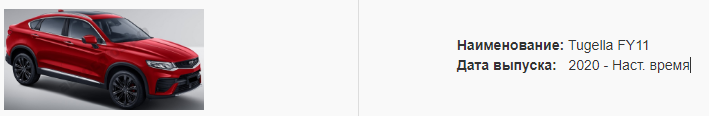 Наименование: Tugella FY11
Дата выпуска: 2020 - Наст. время